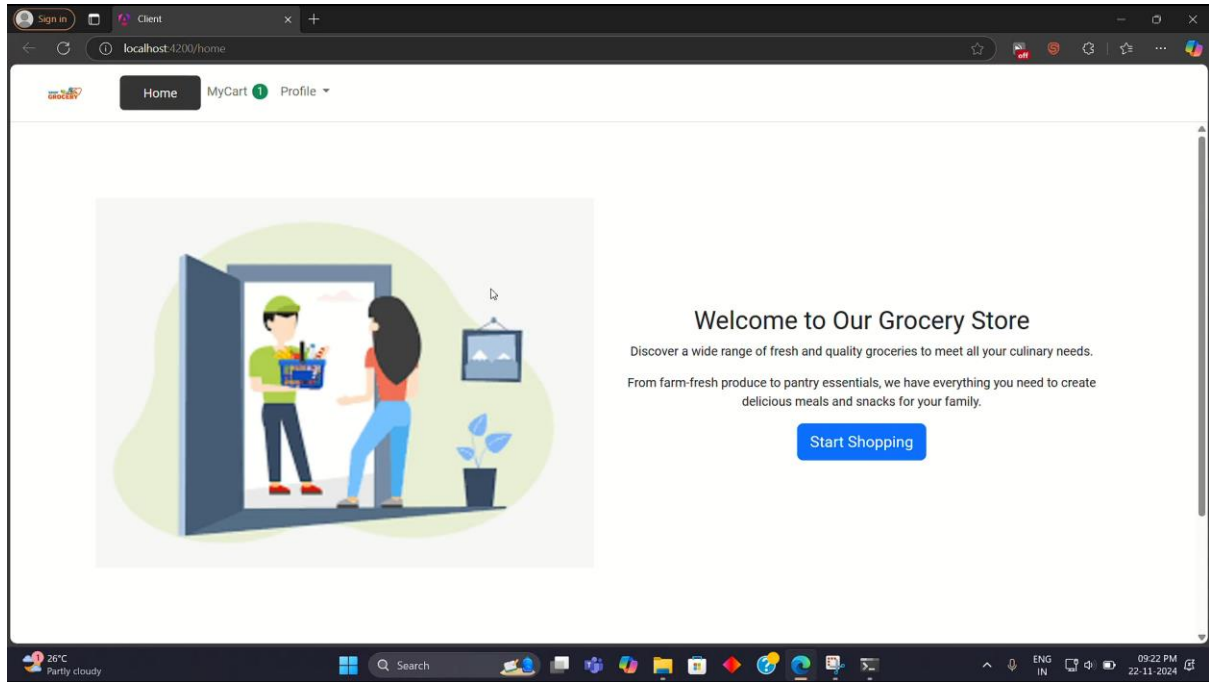 Sign in
Client
localhost:4200/home
off
GROCERY
Home
MyCart 1
Profile
Welcome to Our Grocery Store
Discover a wide range of fresh and quality groceries to meet all your culinary needs.
From farm-fresh produce to pantry essentials, we have everything you need to create
delicious meals and snacks for your family.
Start Shopping
1
26°C
Partly cloudy
Search
ENG
IN
09:22 PM
22-11-2024